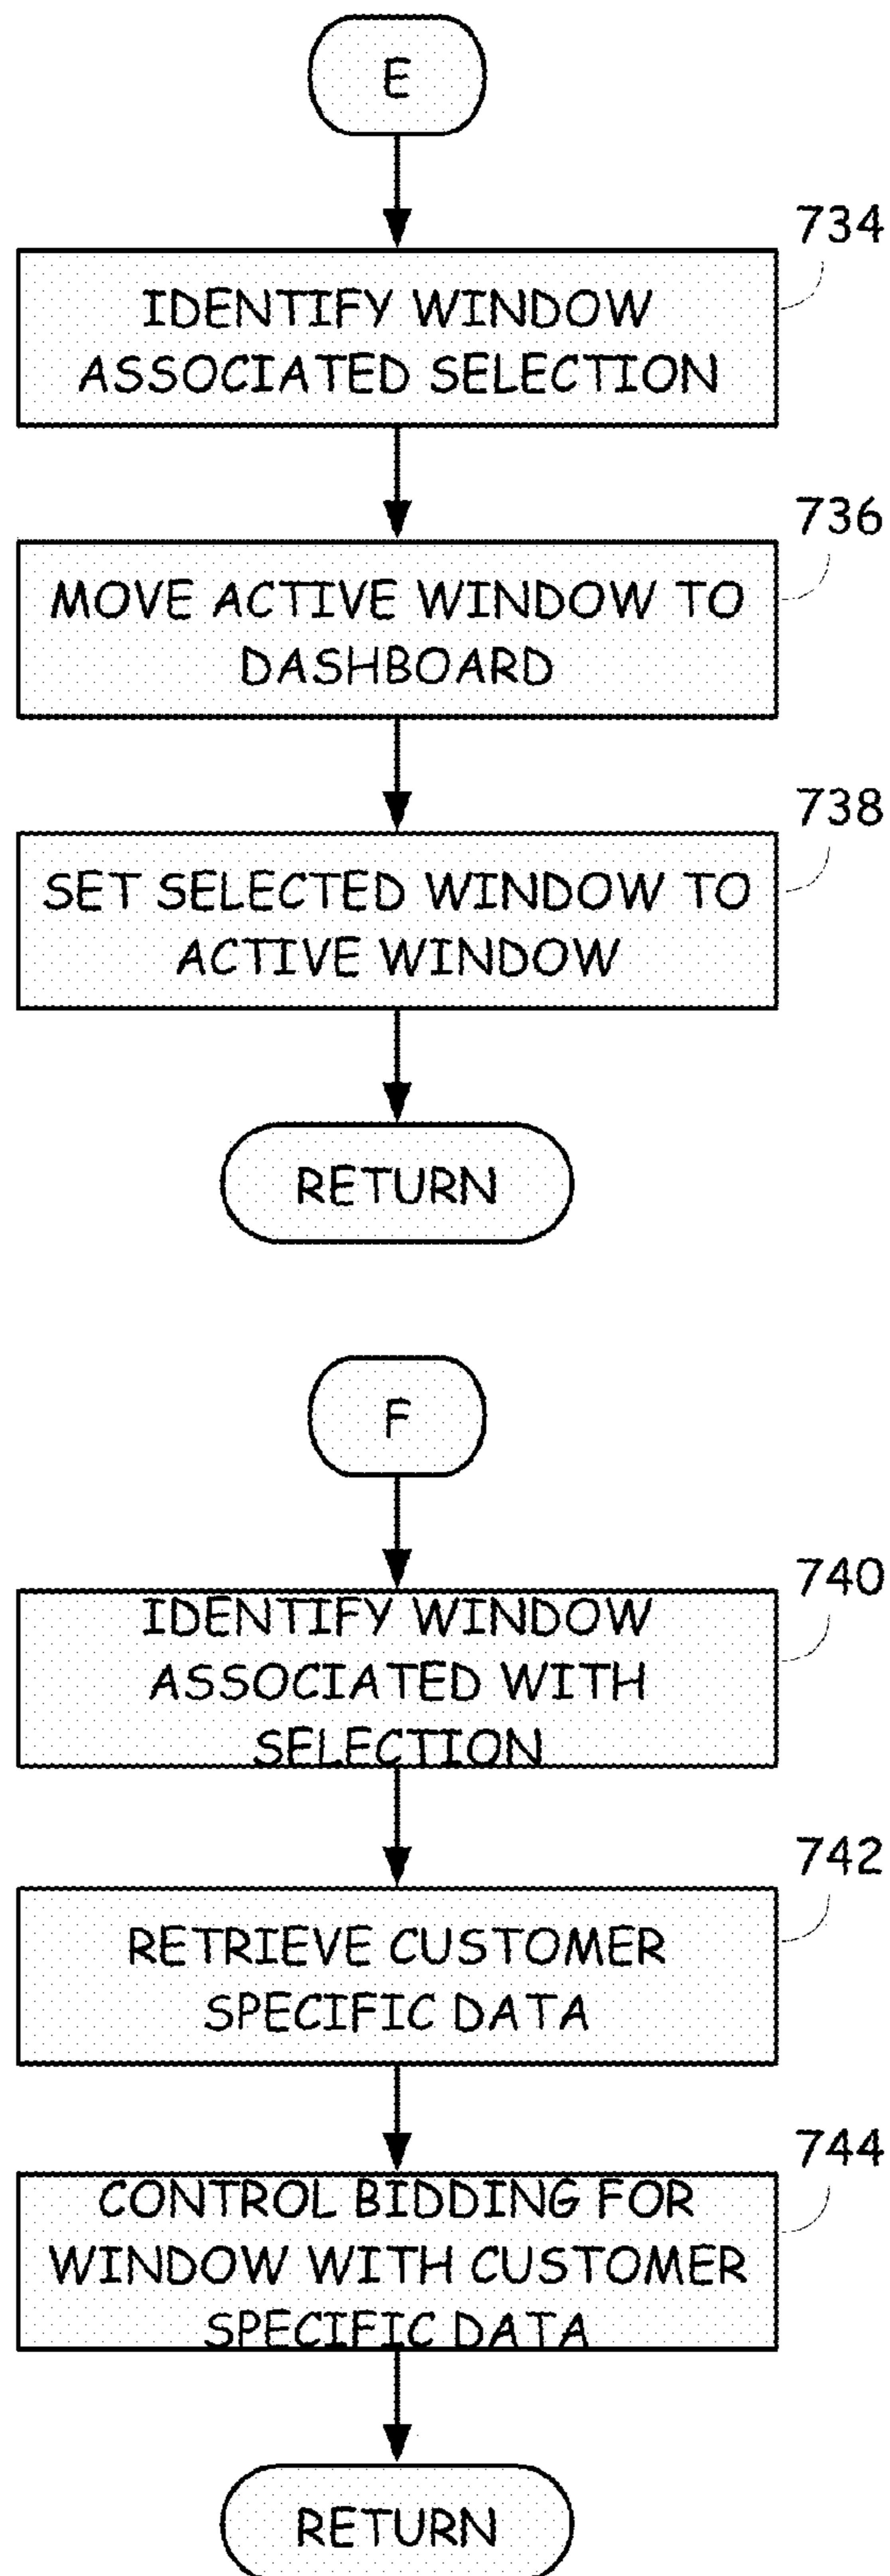 E
734
IDENTIFY WINDOW
ASSOCIATED SELECTION
736
MOVE ACTIVE WINDOW TO
DASHBOARD
738
SET SELECTED WINDOW TO
ACTIVE WINDOW
RETURN
F
740
IDENTIFY WINDOW
ASSOCIATED WITH
SELECTION
742
RETRIEVE CUSTOMER
SPECIFIC DATA
744
CONTROL BIDDING FOR
WINDOW WITH CUSTOMER
SPECIFIC DATA
RETURN